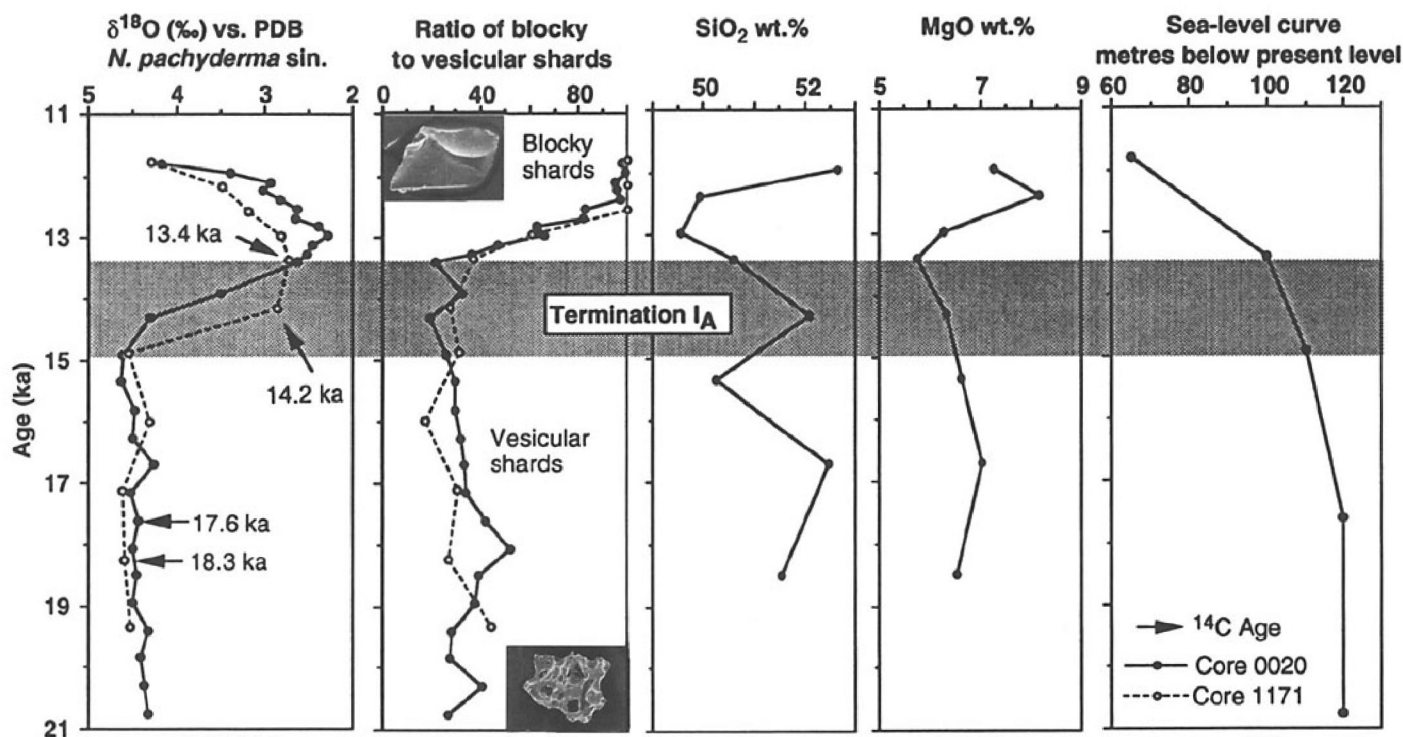 δ¹⁸O (‰) vs. PDB
N. pachyderma sin.
5 4 3 2
Ratio of blocky
to vesicular shards
0 20 40 80
SiO₂ wt.%
50 52
MgO wt.%
5 7 9
Sea-level curve
metres below present level
60 80 100 120
Age (ka)
11
13
15
17
19
21
13.4 ka
14.2 ka
17.6 ka
18.3 ka
Blocky
shards
Vesicular
shards
Termination I_A
¹⁴C Age
Core 0020
Core 1171